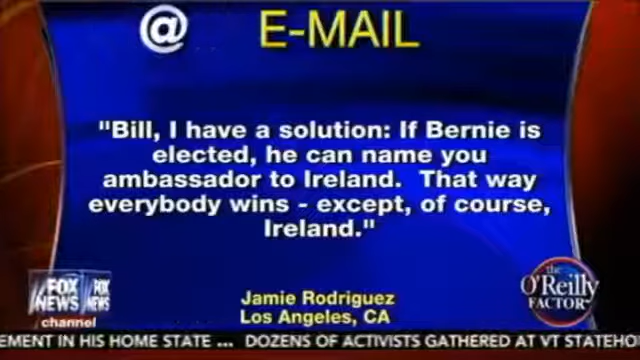 @ E-MAIL
"Bill, I have a solution: If Bernie is
elected, he can name you
ambassador to Ireland. That way
everybody wins - except, of course,
Ireland."
Jamie Rodriguez
Los Angeles, CA
FOX
NEWS
channel
FOX
NEWS
the
O'Reilly
FACTOR
EMENT IN HIS HOME STATE ... DOZENS OF ACTIVISTS GATHERED AT VT STATEHO